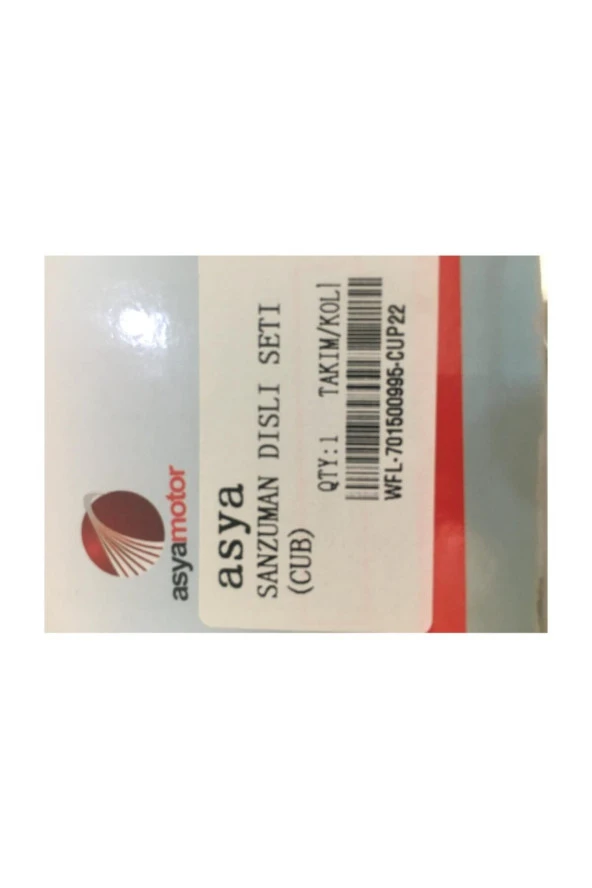 asyamotor
asya
SANZUMAN DISLI SETI
(CUB)
QTY:1 TAKIM/KOLI
WFL-701500995-CUP22